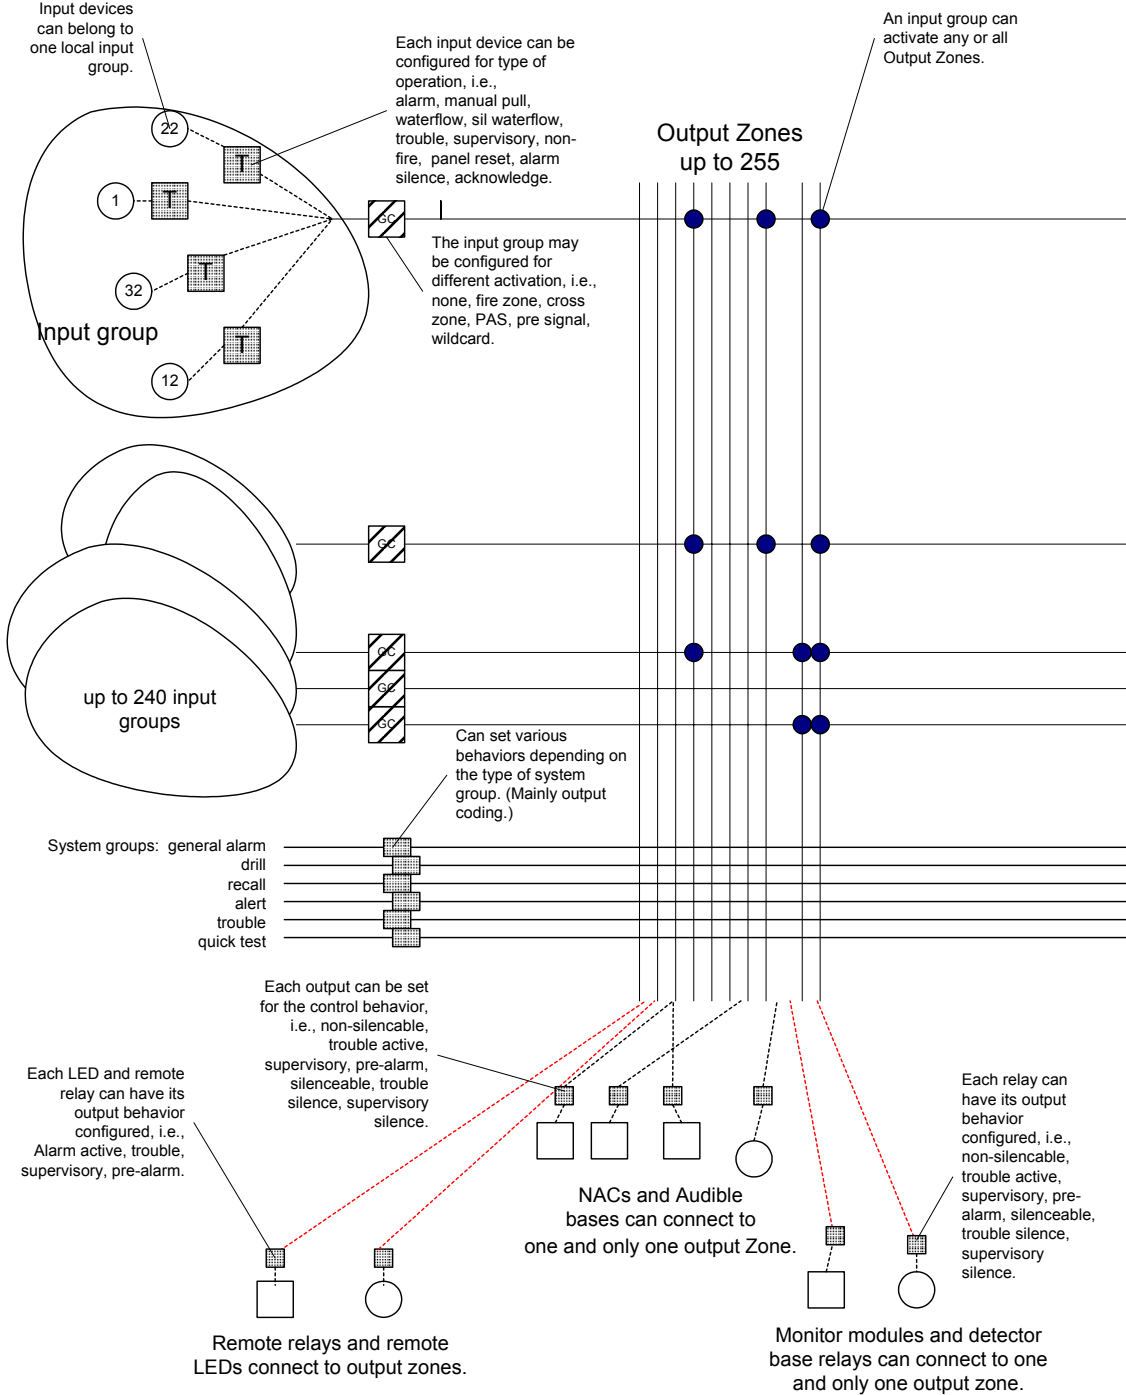 Input devices
can belong to
one local input
group.
Each input device can be
configured for type of
operation, i.e.,
alarm, manual pull,
waterflow, sil waterflow,
trouble, supervisory, non-
fire, panel reset, alarm
silence, acknowledge.
An input group can
activate any or all
Output Zones.
Output Zones
up to 255
22
T
1
T
32
T
12
T
Input group
GC
The input group may
be configured for
different activation, i.e.,
none, fire zone, cross
zone, PAS, pre signal,
wildcard.
GC
GC
GC
GC
up to 240 input
groups
Can set various
behaviors depending on
the type of system
group. (Mainly output
coding.)
System groups: general alarm
drill
recall
alert
trouble
quick test
Each output can be set
for the control behavior,
i.e., non-silencable,
trouble active,
supervisory, pre-alarm,
silenceable, trouble
silence, supervisory
silence.
Each LED and remote
relay can have its
output behavior
configured, i.e.,
Alarm active, trouble,
supervisory, pre-alarm.
Each relay can
have its output
behavior
configured, i.e.,
non-silencable,
trouble active,
supervisory, pre-
alarm, silenceable,
trouble silence,
supervisory
silence.
NACs and Audible
bases can connect to
one and only one output Zone.
Remote relays and remote
LEDs connect to output zones.
Monitor modules and detector
base relays can connect to one
and only one output zone.